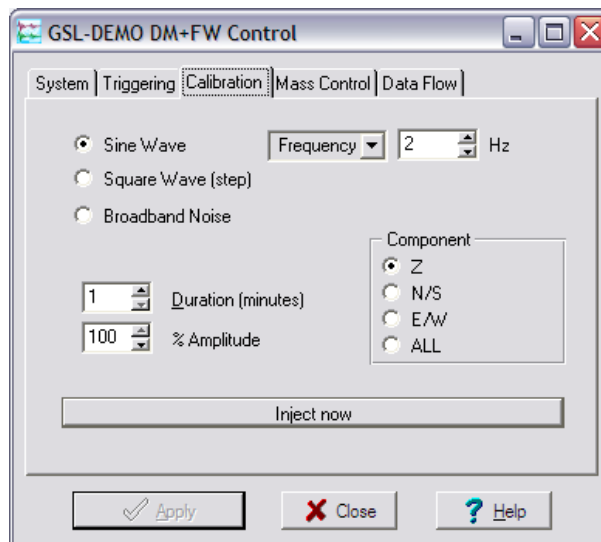 GSL-DEMO DM+FW Control
System Triggering Calibration Mass Control Data Flow
Sine Wave Frequency 2 Hz
Square Wave (step)
Broadband Noise
Component
Z
N/S
E/W
ALL
1 Duration (minutes)
100 % Amplitude
Inject now
Apply Close ? Help